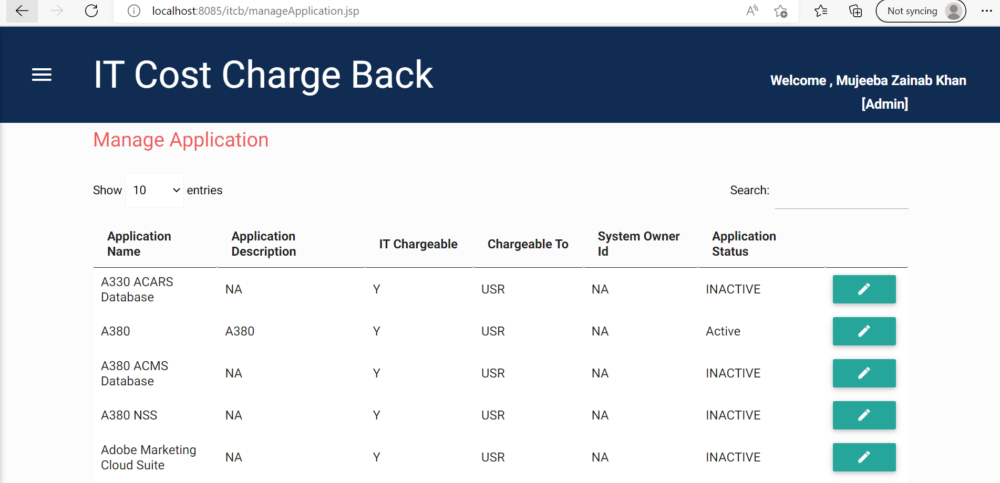 localhost:8085/itcb/manageApplication.jsp
Not syncing
IT Cost Charge Back
Welcome , Mujeeba Zainab Khan
[Admin]
Manage Application
Show 10 entries
Search:
Application Name
Application Description
IT Chargeable
Chargeable To
System Owner Id
Application Status
A330 ACARS Database NA Y USR NA INACTIVE
A380 A380 Y USR NA Active
A380 ACMS Database NA Y USR NA INACTIVE
A380 NSS NA Y USR NA INACTIVE
Adobe Marketing Cloud Suite NA Y USR NA INACTIVE